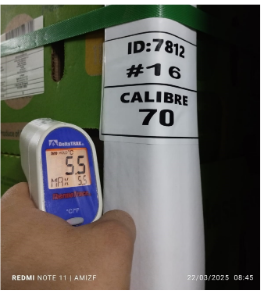 ID:7812
#16
CALIBRE
70
5.5
MAX 5.5
°C/°F
REDMI NOTE 11 | AMIZF
22/03/2025 08:45